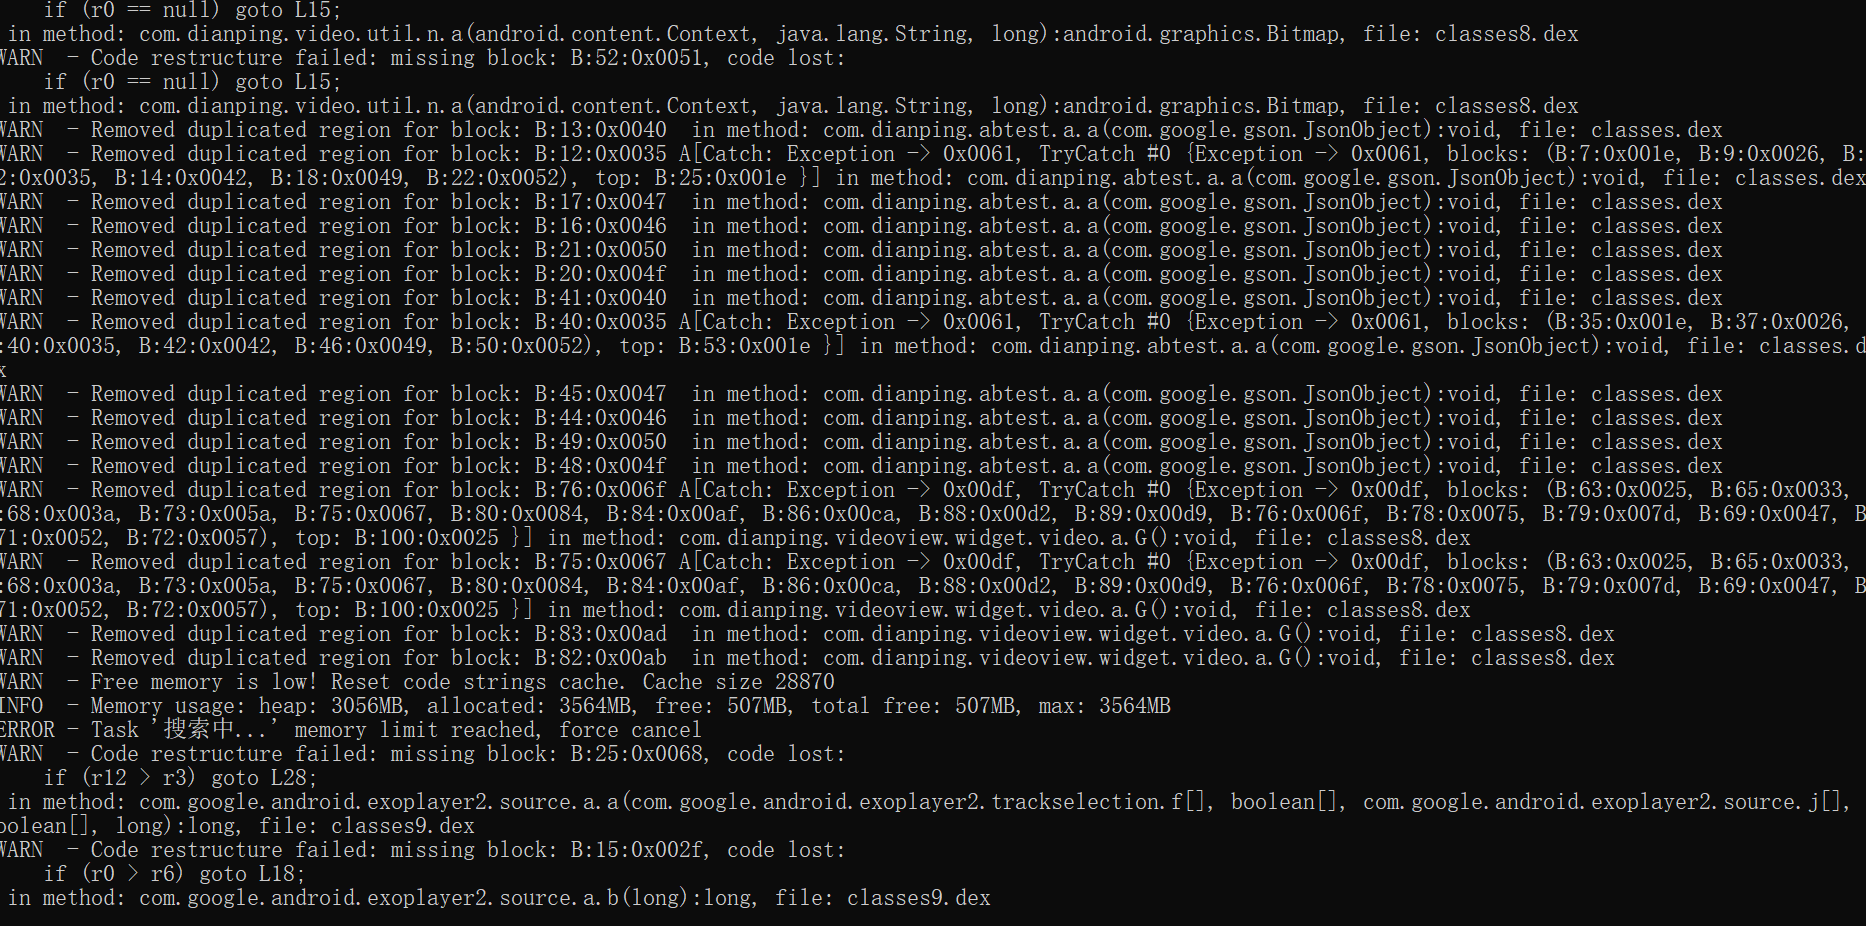 if (r0 == null) goto L15;
in method: com.dianping.video.util.n.a(android.content.Context, java.lang.String, long):android.graphics.Bitmap, file: classes8.dex
WARN  - Code restructure failed: missing block: B:52:0x0051, code lost:
if (r0 == null) goto L15;
in method: com.dianping.video.util.n.a(android.content.Context, java.lang.String, long):android.graphics.Bitmap, file: classes8.dex
WARN  - Removed duplicated region for block: B:13:0x0040  in method: com.dianping.abtest.a.a(com.google.gson.JsonObject):void, file: classes.dex
WARN  - Removed duplicated region for block: B:12:0x0035 A[Catch: Exception -> 0x0061, TryCatch #0 {Exception -> 0x0061, blocks: (B:7:0x001e, B:9:0x0026, B:
2:0x0035, B:14:0x0042, B:18:0x0049, B:22:0x0052), top: B:25:0x001e }] in method: com.dianping.abtest.a.a(com.google.gson.JsonObject):void, file: classes.dex
WARN  - Removed duplicated region for block: B:17:0x0047  in method: com.dianping.abtest.a.a(com.google.gson.JsonObject):void, file: classes.dex
WARN  - Removed duplicated region for block: B:16:0x0046  in method: com.dianping.abtest.a.a(com.google.gson.JsonObject):void, file: classes.dex
WARN  - Removed duplicated region for block: B:21:0x0050  in method: com.dianping.abtest.a.a(com.google.gson.JsonObject):void, file: classes.dex
WARN  - Removed duplicated region for block: B:20:0x004f  in method: com.dianping.abtest.a.a(com.google.gson.JsonObject):void, file: classes.dex
WARN  - Removed duplicated region for block: B:41:0x0040  in method: com.dianping.abtest.a.a(com.google.gson.JsonObject):void, file: classes.dex
WARN  - Removed duplicated region for block: B:40:0x0035 A[Catch: Exception -> 0x0061, TryCatch #0 {Exception -> 0x0061, blocks: (B:35:0x001e, B:37:0x0026,
:40:0x0035, B:42:0x0042, B:46:0x0049, B:50:0x0052), top: B:53:0x001e }] in method: com.dianping.abtest.a.a(com.google.gson.JsonObject):void, file: classes.d
x
WARN  - Removed duplicated region for block: B:45:0x0047  in method: com.dianping.abtest.a.a(com.google.gson.JsonObject):void, file: classes.dex
WARN  - Removed duplicated region for block: B:44:0x0046  in method: com.dianping.abtest.a.a(com.google.gson.JsonObject):void, file: classes.dex
WARN  - Removed duplicated region for block: B:49:0x0050  in method: com.dianping.abtest.a.a(com.google.gson.JsonObject):void, file: classes.dex
WARN  - Removed duplicated region for block: B:48:0x004f  in method: com.dianping.abtest.a.a(com.google.gson.JsonObject):void, file: classes.dex
WARN  - Removed duplicated region for block: B:76:0x006f A[Catch: Exception -> 0x00df, TryCatch #0 {Exception -> 0x00df, blocks: (B:63:0x0025, B:65:0x0033,
:68:0x003a, B:73:0x005a, B:75:0x0067, B:80:0x0084, B:84:0x00af, B:86:0x00ca, B:88:0x00d2, B:89:0x00d9, B:76:0x006f, B:78:0x0075, B:79:0x007d, B:69:0x0047, B
71:0x0052, B:72:0x0057), top: B:100:0x0025 }] in method: com.dianping.videoview.widget.video.a.G():void, file: classes8.dex
WARN  - Removed duplicated region for block: B:75:0x0067 A[Catch: Exception -> 0x00df, TryCatch #0 {Exception -> 0x00df, blocks: (B:63:0x0025, B:65:0x0033,
:68:0x003a, B:73:0x005a, B:75:0x0067, B:80:0x0084, B:84:0x00af, B:86:0x00ca, B:88:0x00d2, B:89:0x00d9, B:76:0x006f, B:78:0x0075, B:79:0x007d, B:69:0x0047, B
71:0x0052, B:72:0x0057), top: B:100:0x0025 }] in method: com.dianping.videoview.widget.video.a.G():void, file: classes8.dex
WARN  - Removed duplicated region for block: B:83:0x00ad  in method: com.dianping.videoview.widget.video.a.G():void, file: classes8.dex
WARN  - Removed duplicated region for block: B:82:0x00ab  in method: com.dianping.videoview.widget.video.a.G():void, file: classes8.dex
WARN  - Free memory is low! Reset code strings cache. Cache size 28870
INFO  - Memory usage: heap: 3056MB, allocated: 3564MB, free: 507MB, total free: 507MB, max: 3564MB
ERROR - Task '搜索中...' memory limit reached, force cancel
WARN  - Code restructure failed: missing block: B:25:0x0068, code lost:
if (r12 > r3) goto L28;
in method: com.google.android.exoplayer2.source.a.a(com.google.android.exoplayer2.trackselection.f[], boolean[], com.google.android.exoplayer2.source.j[],
oolean[], long):long, file: classes9.dex
WARN  - Code restructure failed: missing block: B:15:0x002f, code lost:
if (r0 > r6) goto L18;
in method: com.google.android.exoplayer2.source.a.b(long):long, file: classes9.dex